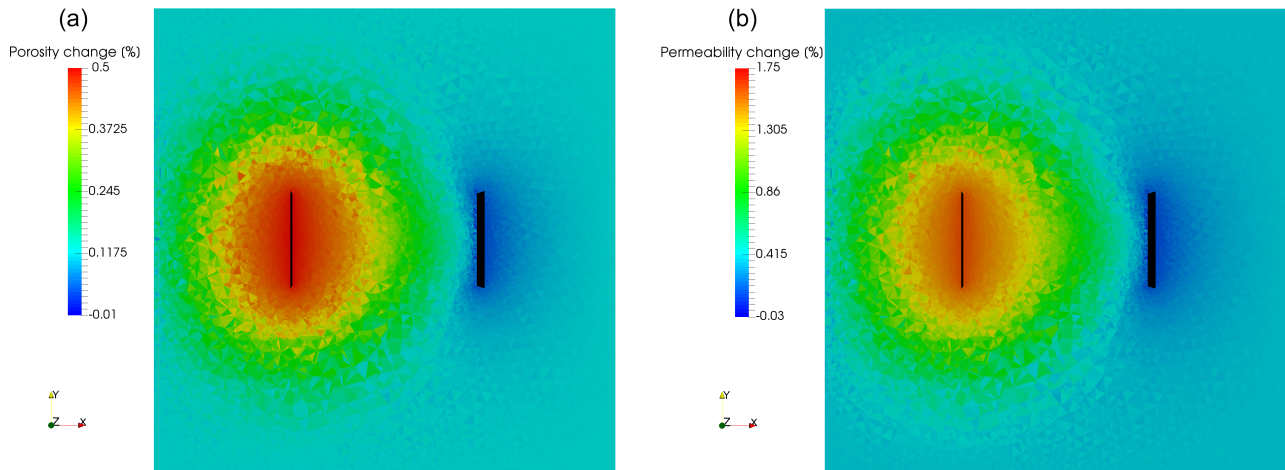 (a)
Porosity change (%)
0.5
0.3725
0.245
0.1175
-0.01
Y
Z
X
(b)
Permeability change (%)
1.75
1.305
0.86
0.415
-0.03
Y
Z
X